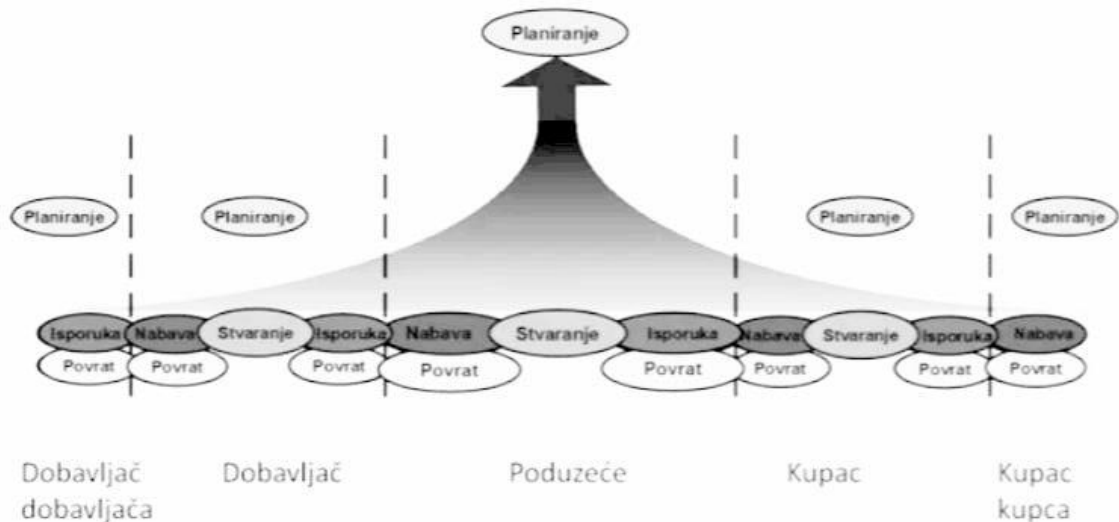 Planiranje
Planiranje Planiranje Planiranje Planiranje
Isporuka Nabava Stvaranje Isporuka Nabava Stvaranje Isporuka Nabava Stvaranje Isporuka Nabava
Povrat Povrat Povrat Povrat Povrat Povrat Povrat Povrat
Dobavljač Dobavljač Poduzeće Kupac Kupac
dobavljača kupca